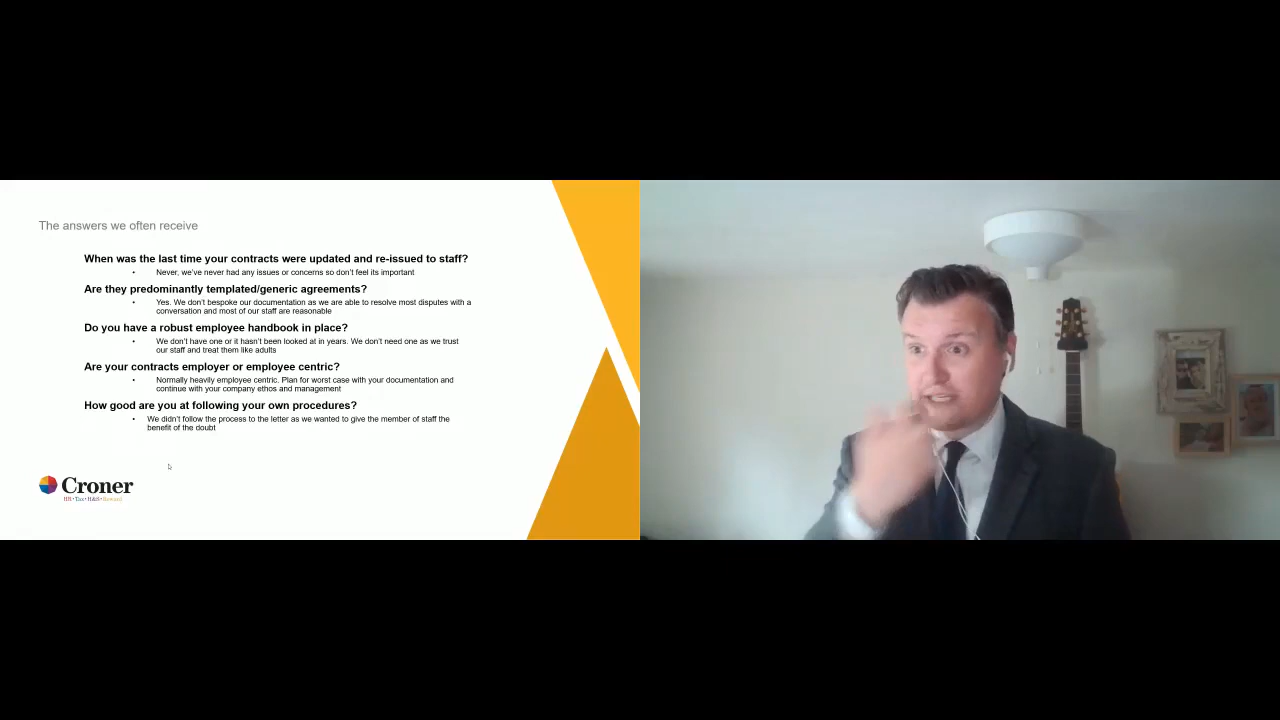 The answers we often receive
When was the last time your contracts were updated and re-issued to staff?
• Never, we've never had any issues or concerns so don't feel its important
Are they predominantly templated/generic agreements?
• Yes. We don't bespoke our documentation as we are able to resolve most disputes with a
conversation and most of our staff are reasonable
Do you have a robust employee handbook in place?
• We don't have one or it hasn't been looked at in years. We don't need one as we trust
our staff and treat them like adults
Are your contracts employer or employee centric?
• Normally heavily employee centric. Plan for worst case with your documentation and
continue with your company ethos and management
How good are you at following your own procedures?
• We didn't follow the process to the letter as we wanted to give the member of staff the
benefit of the doubt
Croner
HR•Tax•H&S•Reward